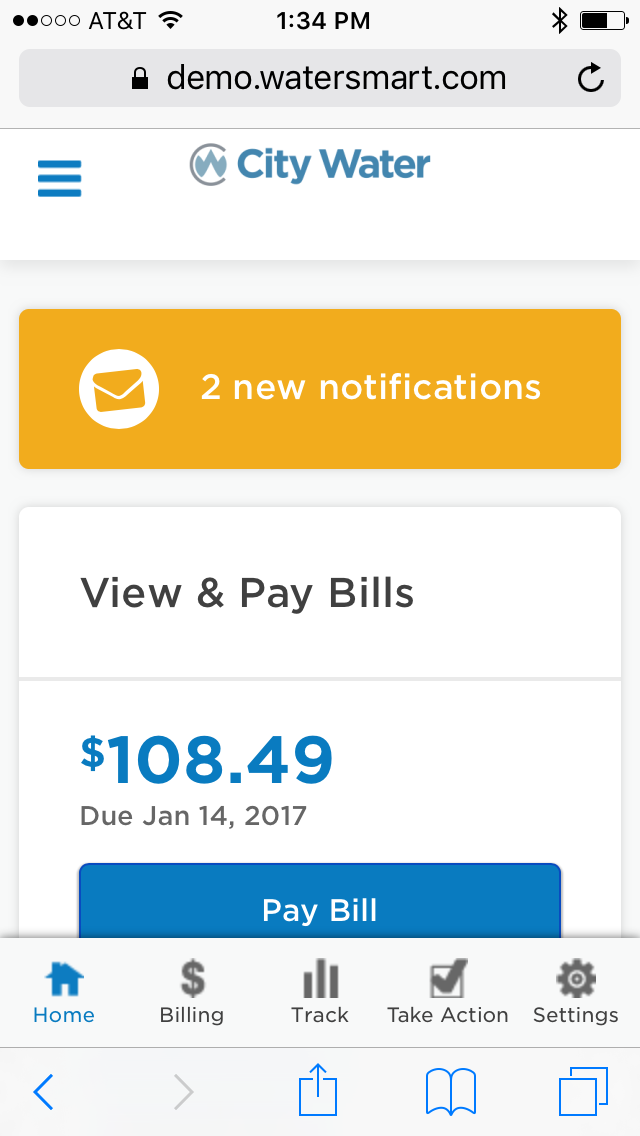 AT&T 1:34 PM
demo.watersmart.com
City Water
2 new notifications
View & Pay Bills
$108.49
Due Jan 14, 2017
Pay Bill
Home Billing Track Take Action Settings